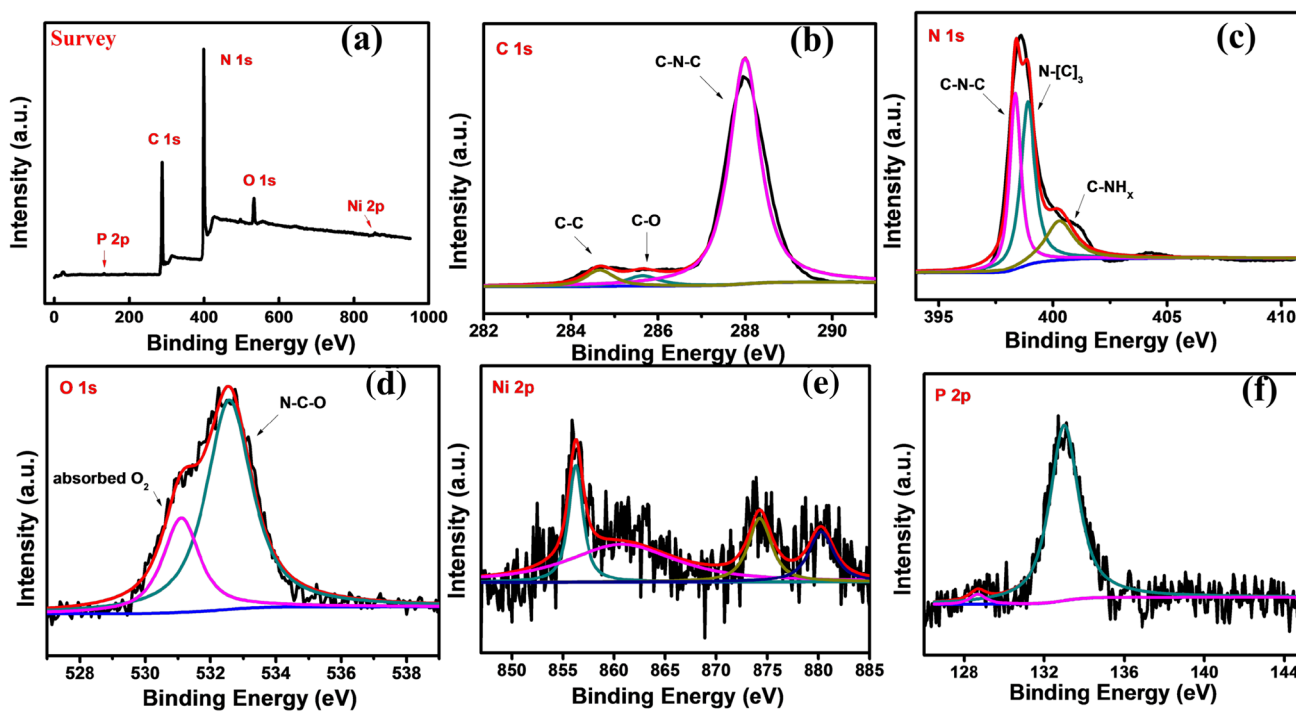 Survey
(a)
N 1s
C 1s
O 1s
Ni 2p
P 2p
Intensity (a.u.)
0 200 400 600 800 1000
Binding Energy (eV)
C 1s
(b)
C-N-C
C-C
C-O
Intensity (a.u.)
282 284 286 288 290
Binding Energy (eV)
N 1s
(c)
C-N-C
N-[C]₃
C-NHₓ
Intensity (a.u.)
395 400 405 410
Binding Energy (eV)
O 1s
(d)
N-C-O
absorbed O₂
Intensity (a.u.)
528 530 532 534 536 538
Binding Energy (eV)
Ni 2p
(e)
Intensity (a.u.)
850 855 860 865 870 875 880 885
Binding Energy (eV)
P 2p
(f)
Intensity (a.u.)
128 132 136 140 144
Binding Energy (eV)